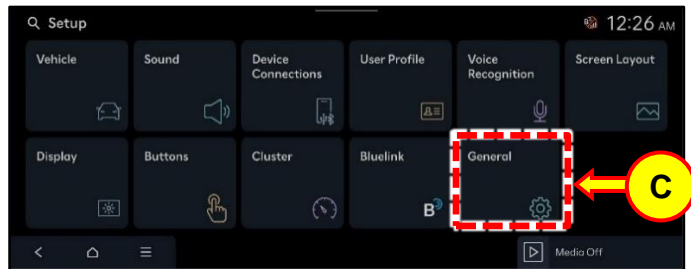 Setup
12:26 AM
Vehicle
Sound
Device
Connections
User Profile
Voice
Recognition
Screen Layout
Display
Buttons
Cluster
Bluelink
B
General
C
Media Off